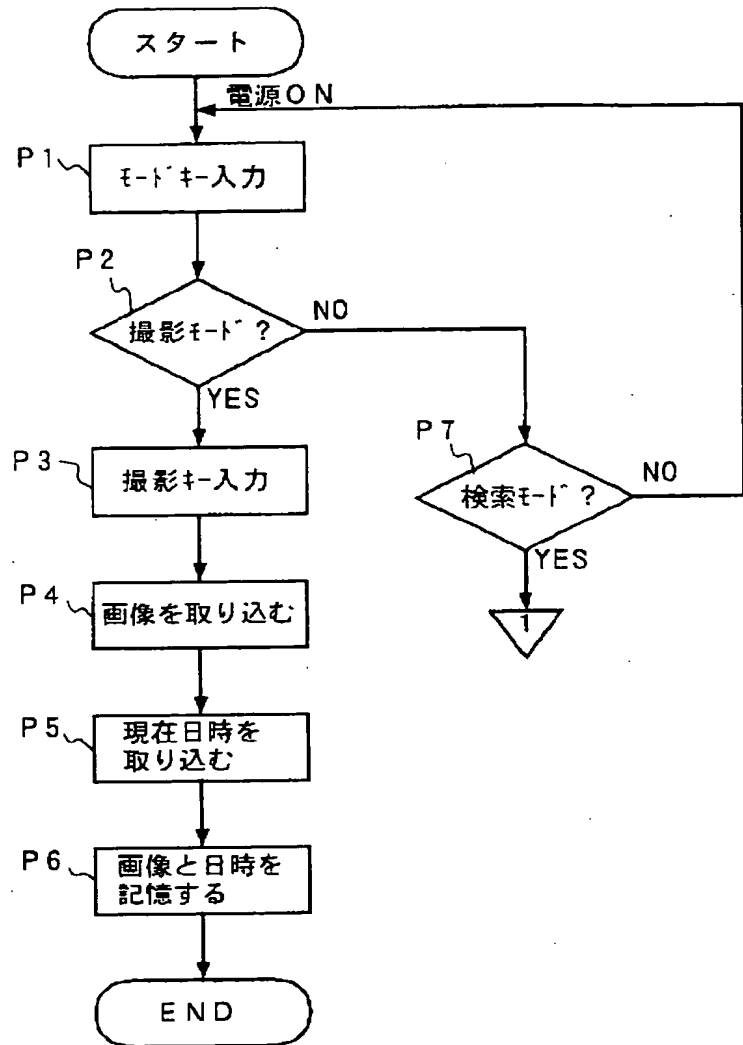 スタート
電源ON
P1
モードキー入力
P2
撮影モード?
NO
YES
P3
撮影キー入力
P7
検索モード?
NO
YES
1
P4
画像を取り込む
P5
現在日時を
取り込む
P6
画像と日時を
記憶する
END